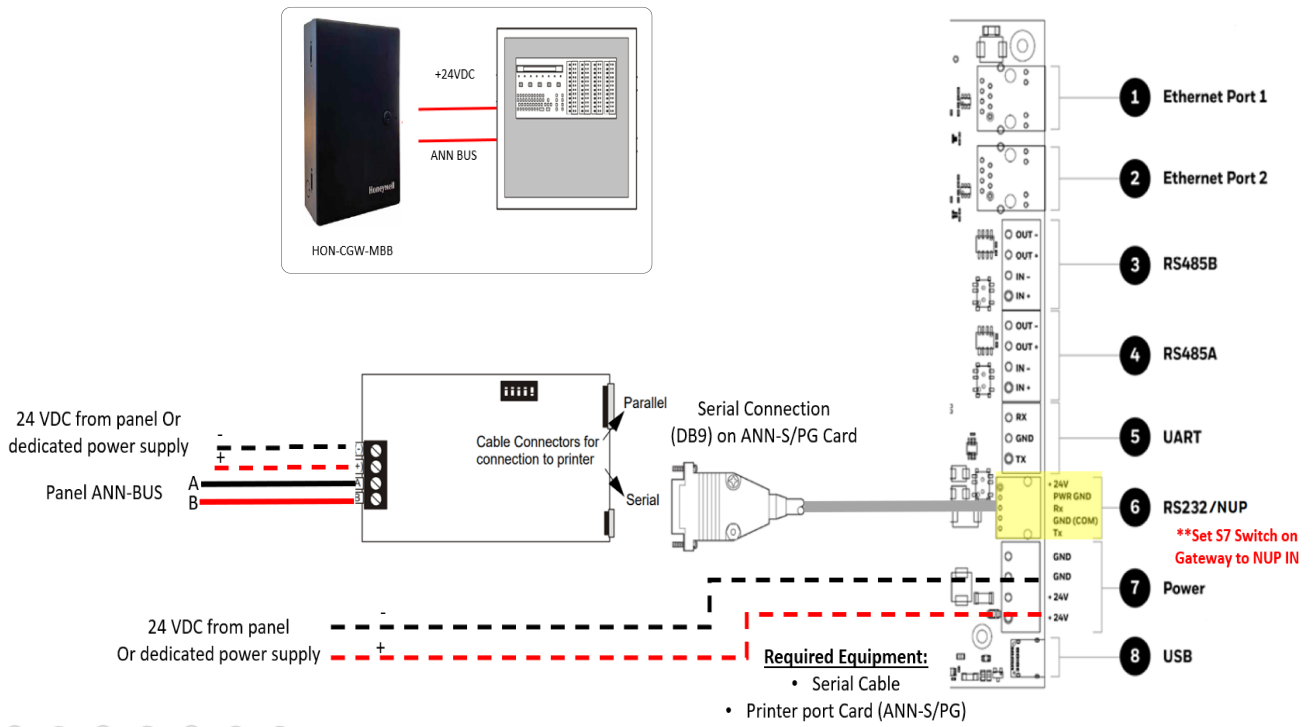 +24VDC
ANN BUS
Honeywell
HON-CGW-MBB
1 Ethernet Port 1
2 Ethernet Port 2
OUT -
OUT +
IN -
IN +
3 RS485B
OUT -
OUT +
IN -
IN +
4 RS485A
RX
GND
TX
5 UART
+ 24V
PWR GND
Rx
GND (COM)
Tx
6 RS232/NUP
**Set S7 Switch on
Gateway to NUP IN
GND
GND
+ 24V
+ 24V
7 Power
8 USB
24 VDC from panel Or
dedicated power supply
-
+
Panel ANN-BUS
A
B
-
+
A
B
Parallel
Cable Connectors for
connection to printer
Serial
Serial Connection
(DB9) on ANN-S/PG Card
24 VDC from panel
Or dedicated power supply
-
+
Required Equipment:
• Serial Cable
• Printer port Card (ANN-S/PG)